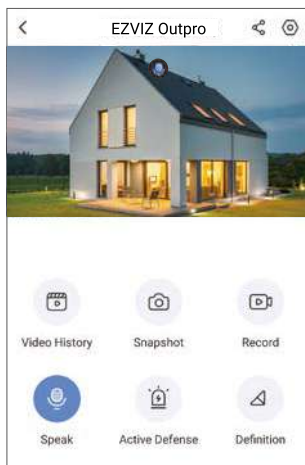 EZVIZ Outpro
Video History
Snapshot
Record
Speak
Active Defense
Definition